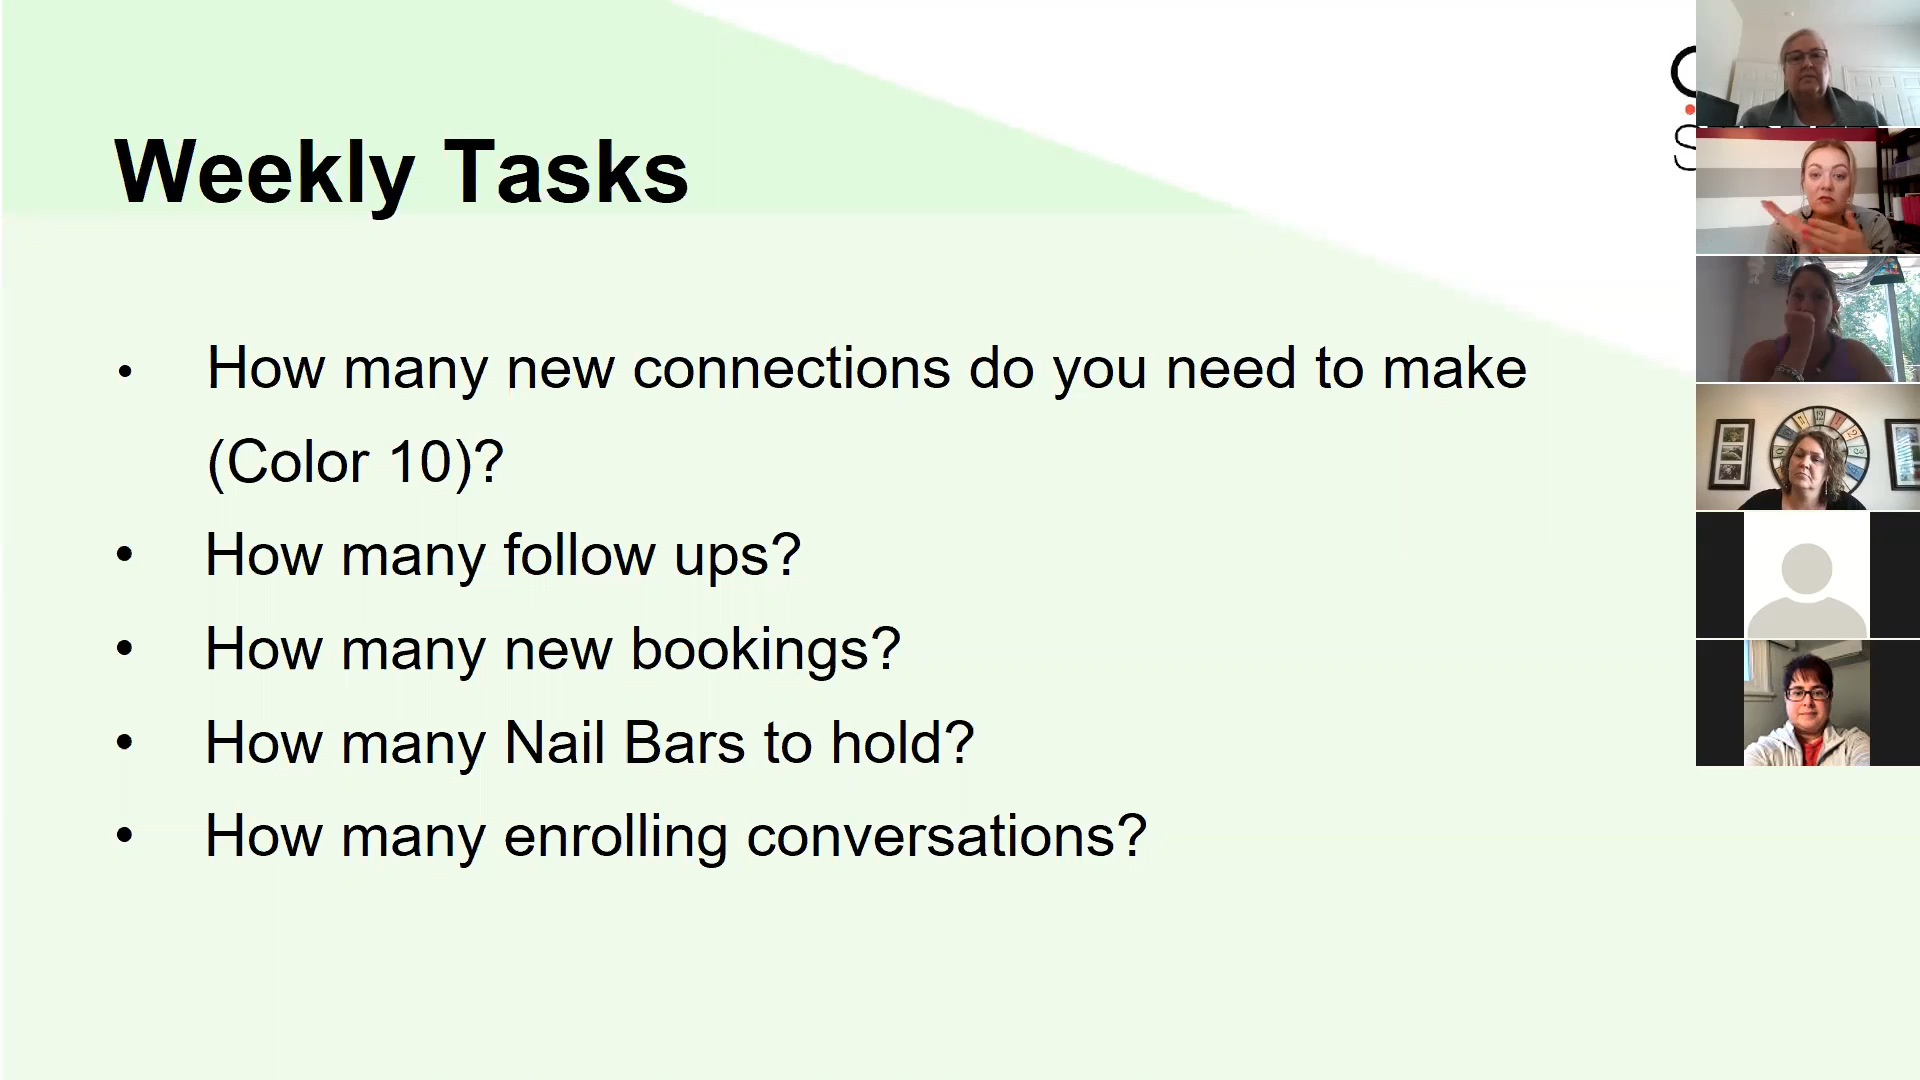 Weekly Tasks
• How many new connections do you need to make
(Color 10)?
• How many follow ups?
• How many new bookings?
• How many Nail Bars to hold?
• How many enrolling conversations?